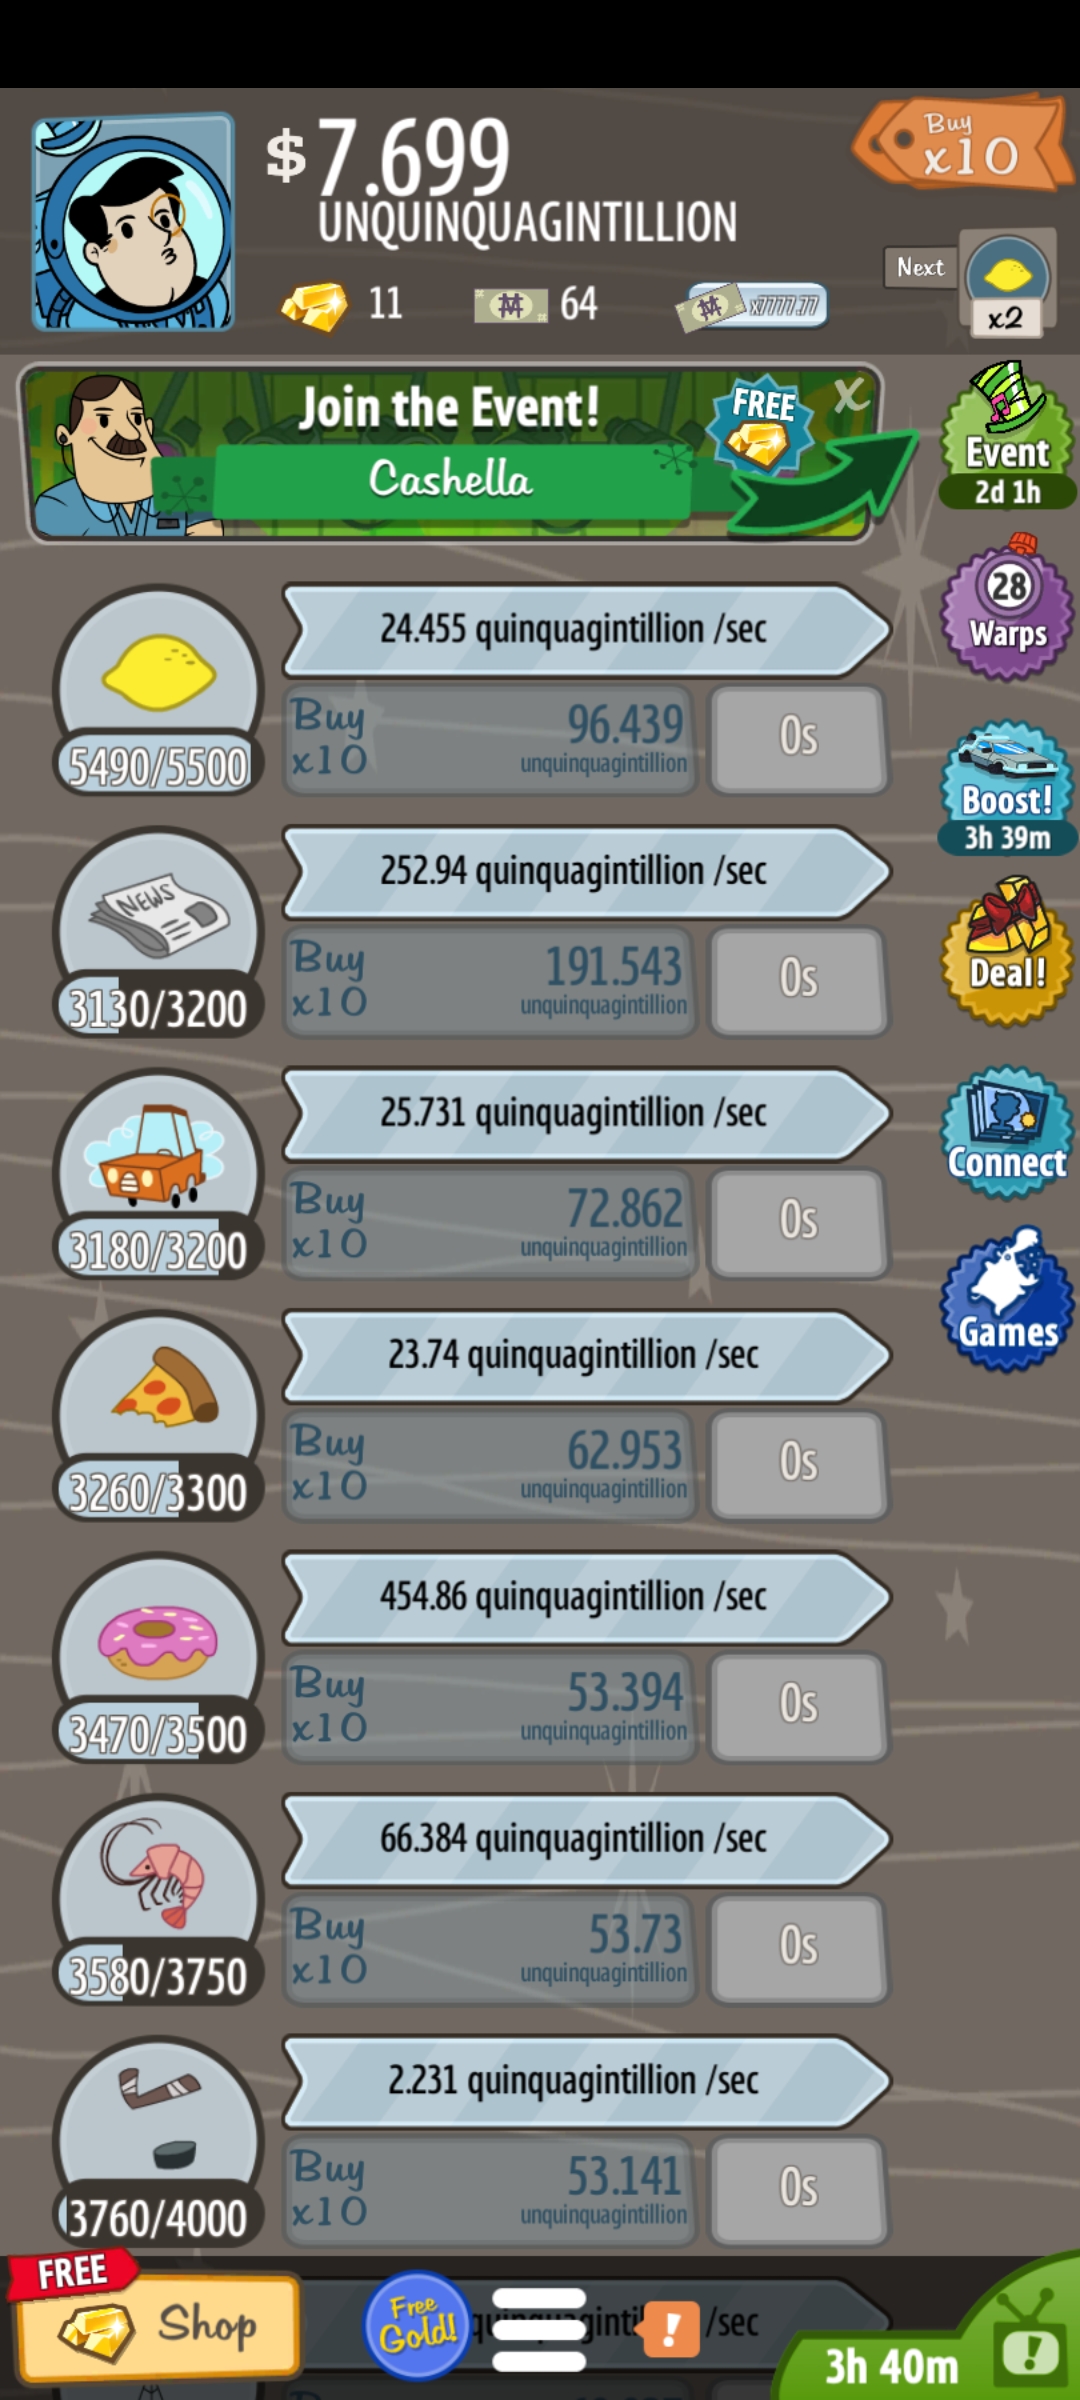 $7.699
UNQUINQUAGINTILLION
Buy
x10
11
64
x7777.77
Next
x2
Join the Event!
FREE
X
Cashella
Event
2d 1h
24.455 quinquagintillion /sec
28
Warps
Buy
x10
96.439
unquinquagintillion
0s
5490/5500
Boost!
3h 39m
NEWS
252.94 quinquagintillion /sec
Buy
x10
191.543
unquinquagintillion
0s
3130/3200
Deal!
25.731 quinquagintillion /sec
Connect
Buy
x10
72.862
unquinquagintillion
0s
3180/3200
Games
23.74 quinquagintillion /sec
Buy
x10
62.953
unquinquagintillion
0s
3260/3300
454.86 quinquagintillion /sec
Buy
x10
53.394
unquinquagintillion
0s
3470/3500
66.384 quinquagintillion /sec
Buy
x10
53.73
unquinquagintillion
0s
3580/3750
2.231 quinquagintillion /sec
Buy
x10
53.141
unquinquagintillion
0s
3760/4000
FREE
Shop
Free
Gold!
!
/sec
3h 40m
!